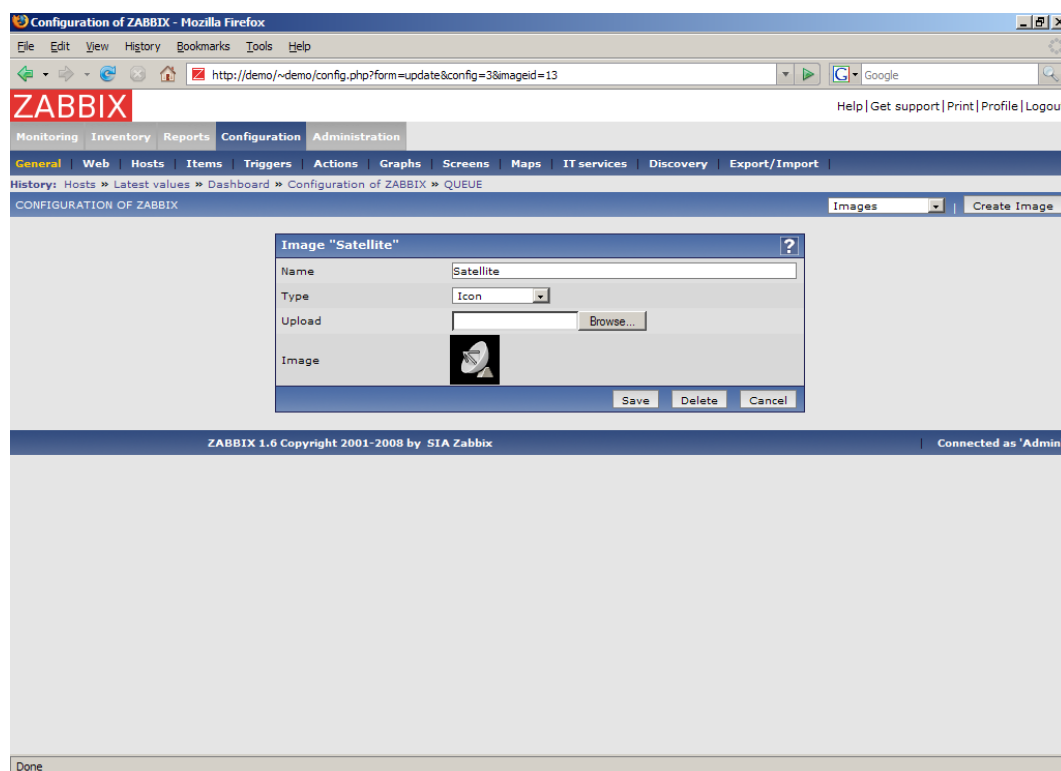 Configuration of ZABBIX - Mozilla Firefox
File Edit View History Bookmarks Tools Help
http://demo/~demo/config.php?form=update&config=3&imageid=13
G Google
ZABBIX
Help | Get support | Print | Profile | Logou
Monitoring Inventory Reports Configuration Administration
General | Web | Hosts | Items | Triggers | Actions | Graphs | Screens | Maps | IT services | Discovery | Export/Import |
History: Hosts » Latest values » Dashboard » Configuration of ZABBIX » QUEUE
CONFIGURATION OF ZABBIX Images | Create Image
Image "Satellite" ?
Name Satellite
Type Icon
Upload Browse...
Image
Save Delete Cancel
ZABBIX 1.6 Copyright 2001-2008 by SIA Zabbix | Connected as 'Admin
Done